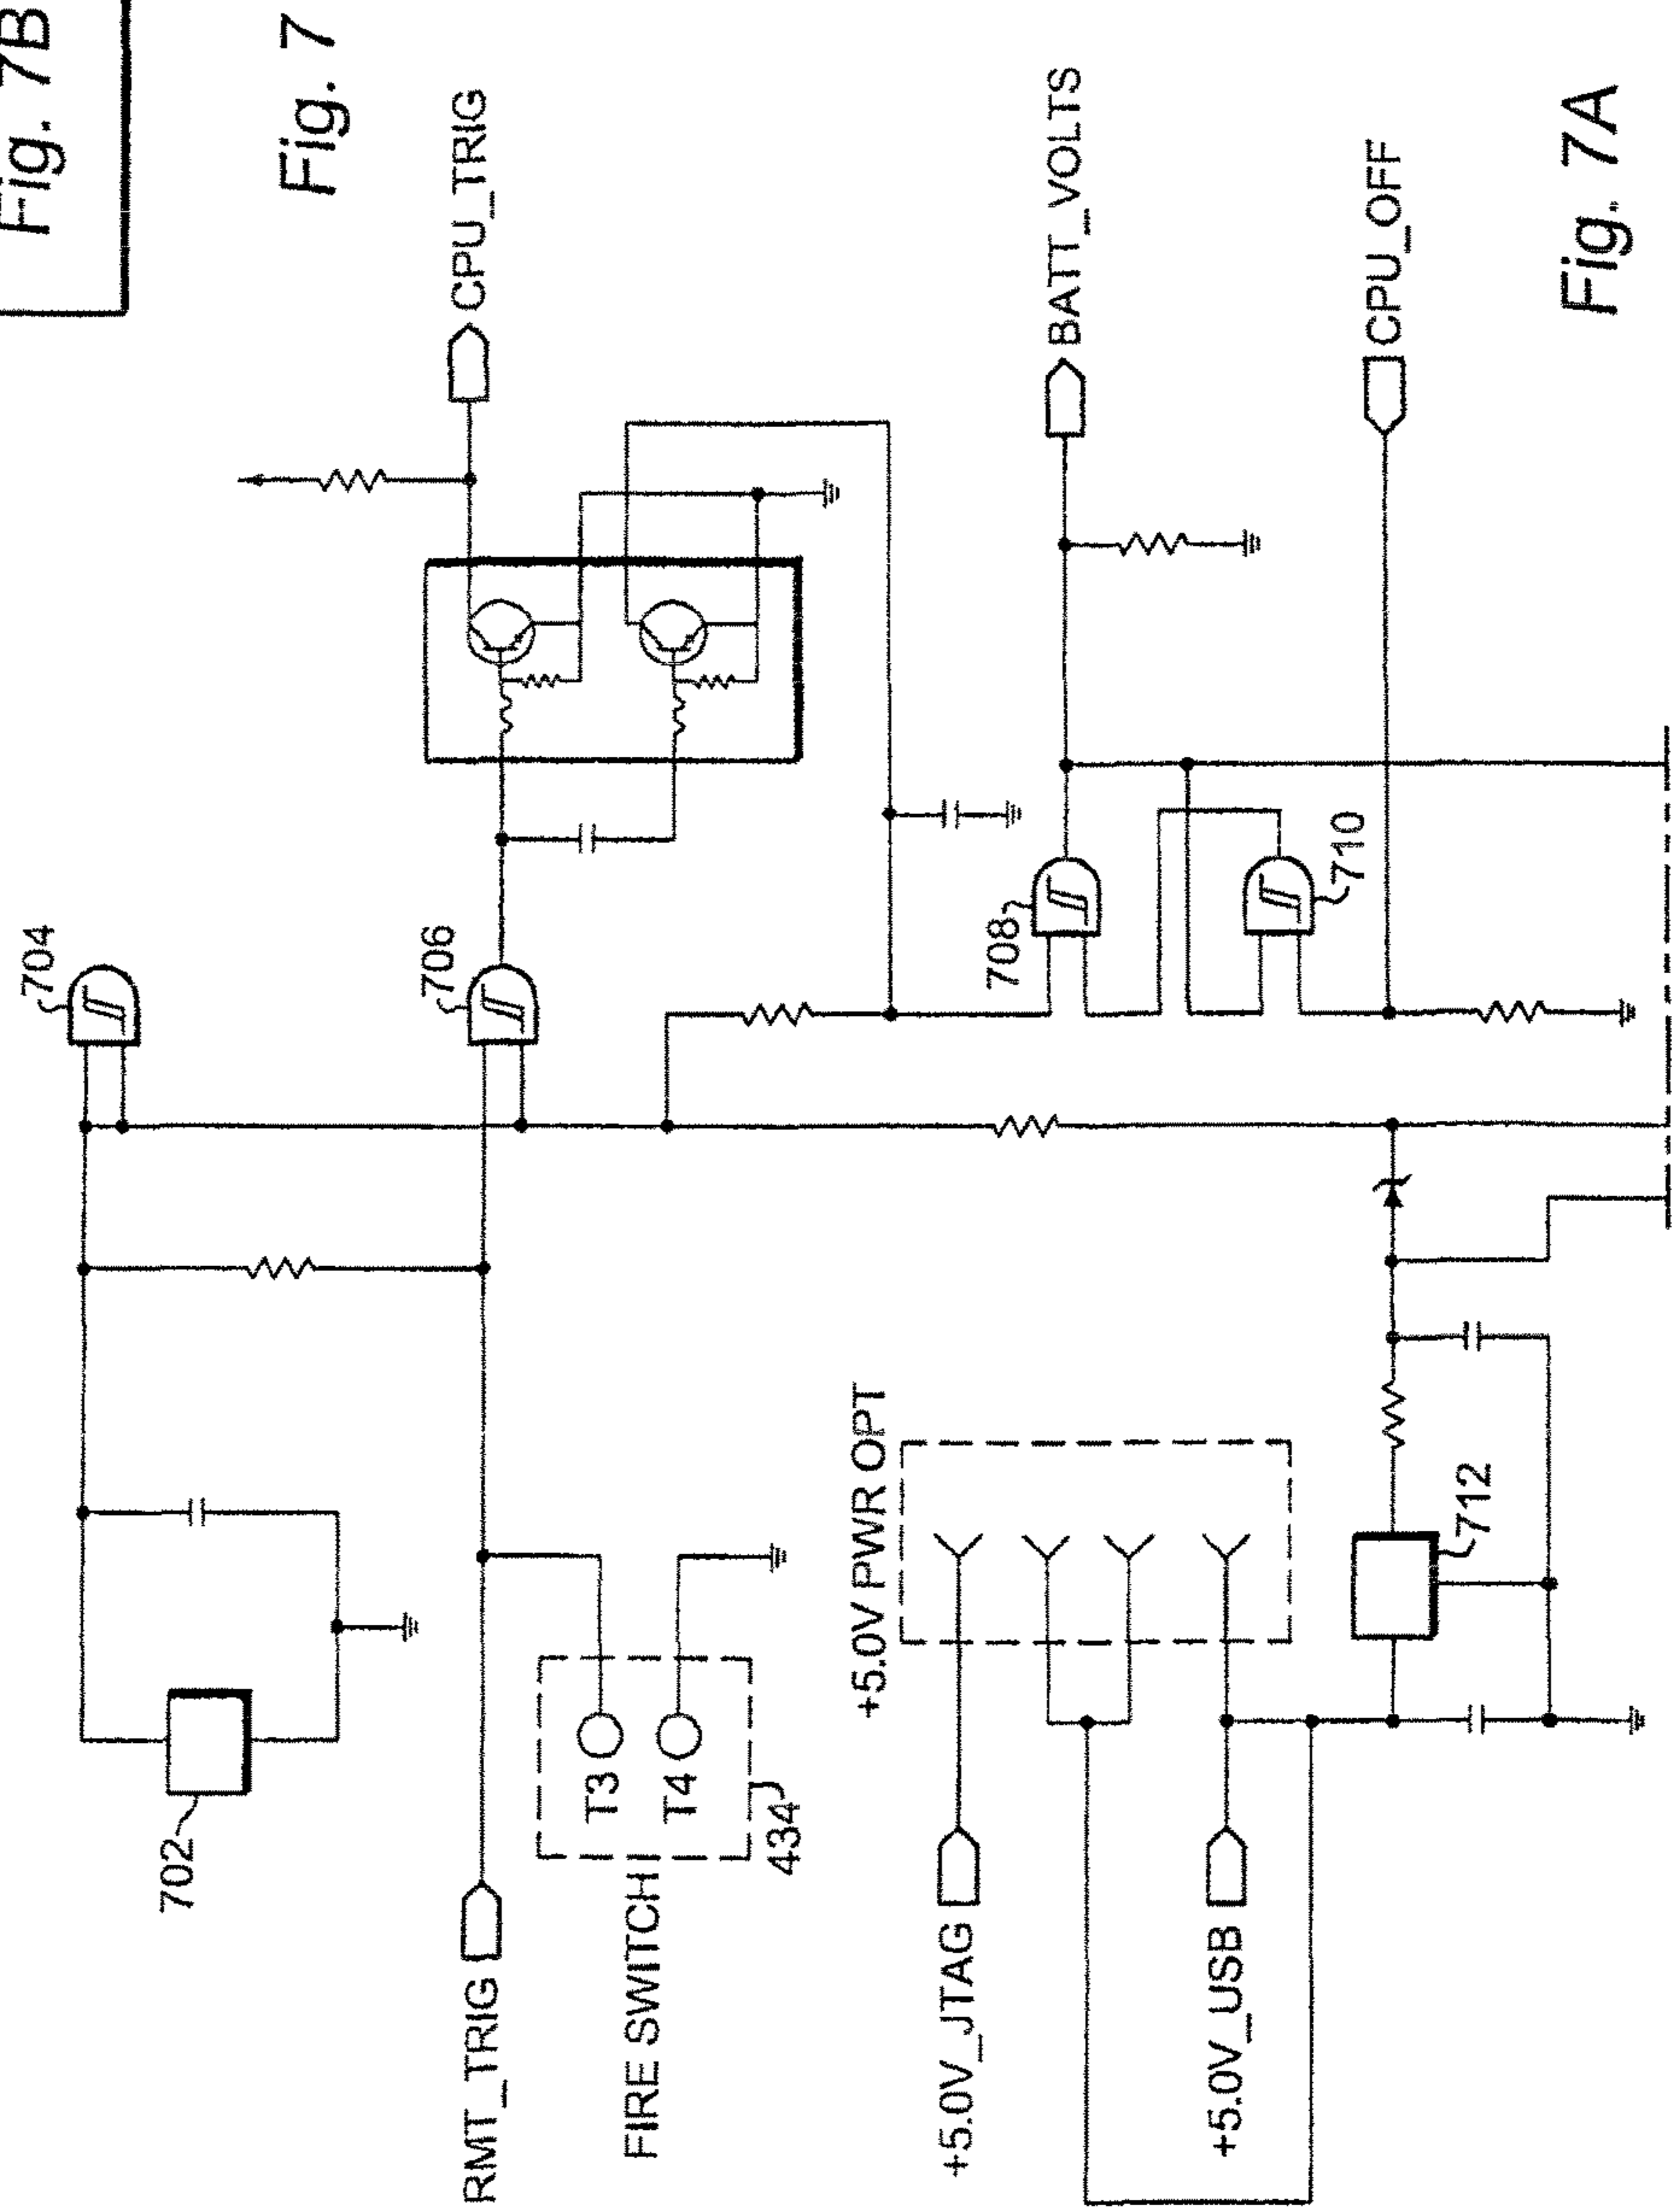 Fig. 7B
Fig. 7
704
CPU_TRIG
706
702
RMT_TRIG
FIRE SWITCH
T3
T4
434
708
BATT_VOLTS
710
CPU_OFF
+5.0V PWR OPT
+5.0V_JTAG
+5.0V_USB
712
Fig. 7A